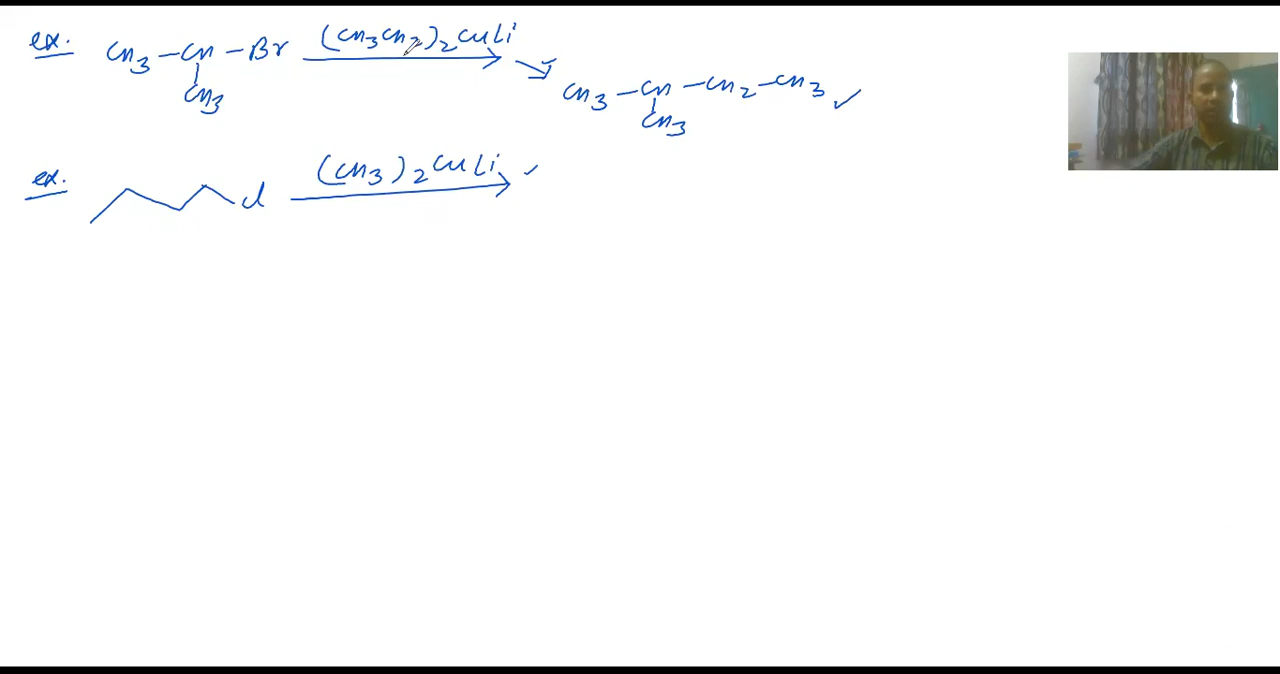 ex. CH3 – CH – Br (CH3CH2)2CuLi
CH3
CH3 – CH – CH2 – CH3 ✓
CH3
ex. Cl (CH3)2CuLi ✓